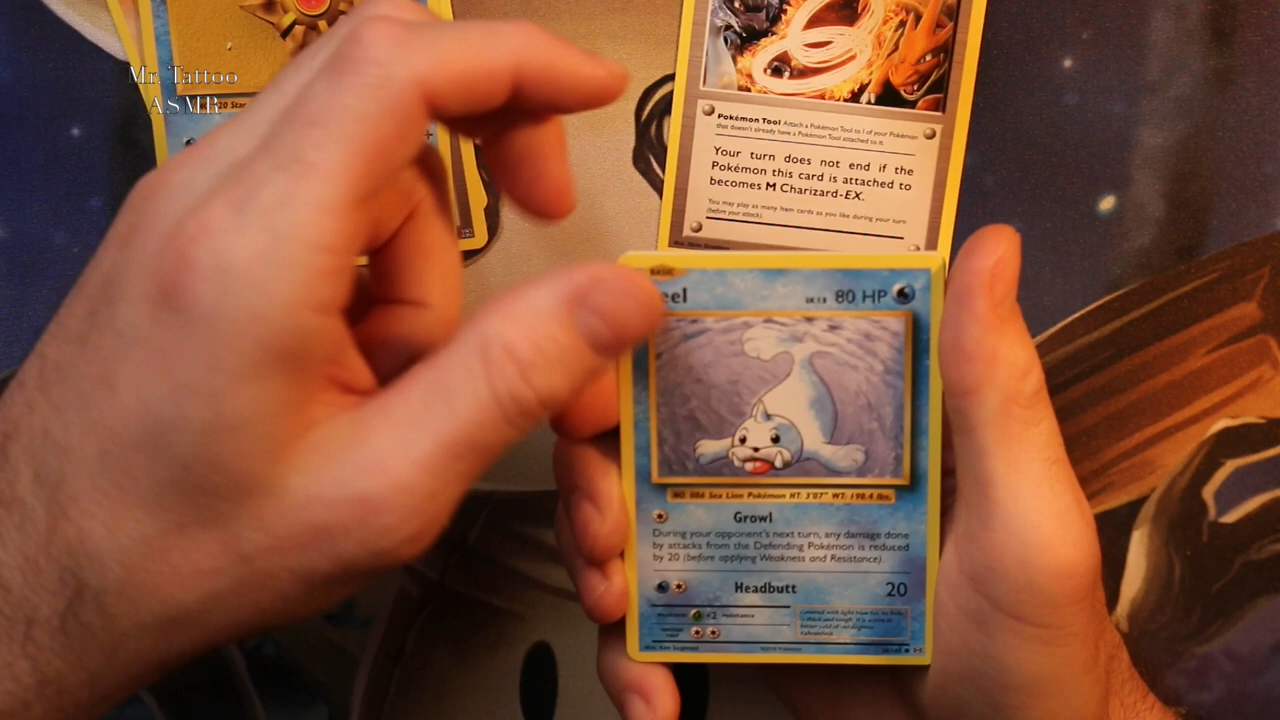 Mr. Tattoo
ASMR
Pokémon Tool Attach a Pokémon Tool to 1 of your Pokémon
that doesn't already have a Pokémon Tool attached to it.
Your turn does not end if the
Pokémon this card is attached to
becomes M Charizard-EX.
You may play as many Item cards as you like during your turn
(before your attack).
BASIC
eel LV.12 80 HP
NO. 086 Sea Lion Pokémon HT: 3'07" WT: 198.4 lbs.
Growl
During your opponent's next turn, any damage done
by attacks from the Defending Pokémon is reduced
by 20 (before applying Weakness and Resistance).
Headbutt 20
×2 resistance